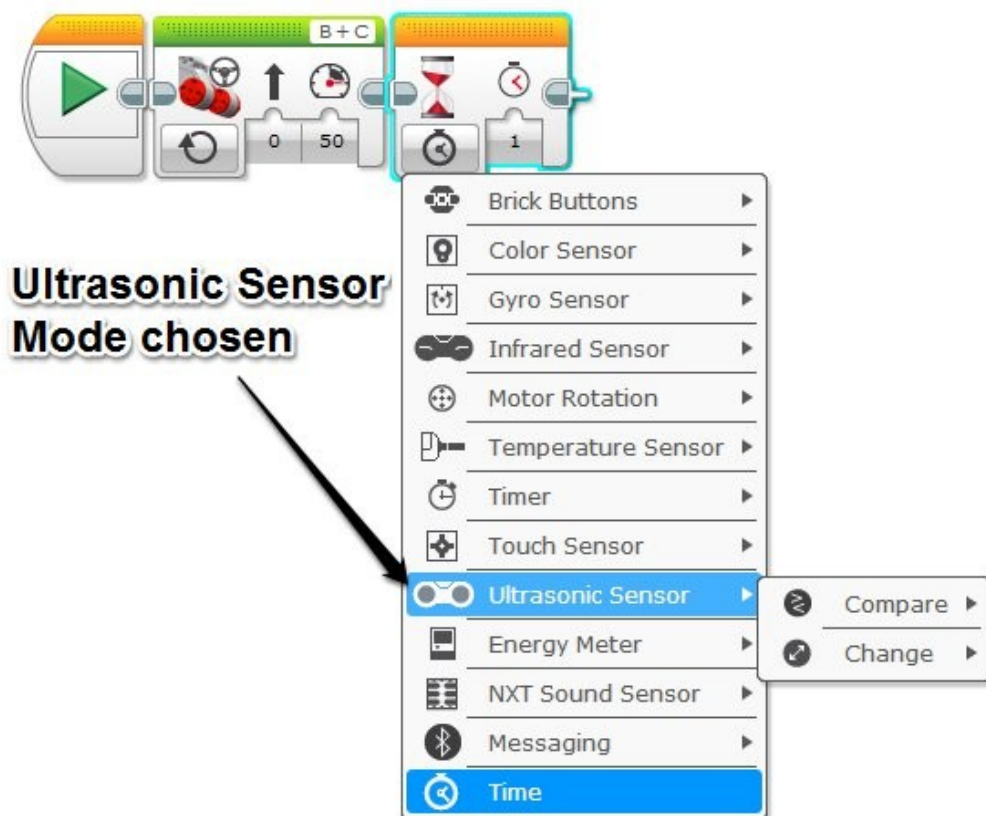 B + C
0
50
1
Brick Buttons
Color Sensor
Gyro Sensor
Ultrasonic Sensor
Mode chosen
Infrared Sensor
Motor Rotation
Temperature Sensor
Timer
Touch Sensor
Ultrasonic Sensor
Compare
Energy Meter
Change
NXT Sound Sensor
Messaging
Time